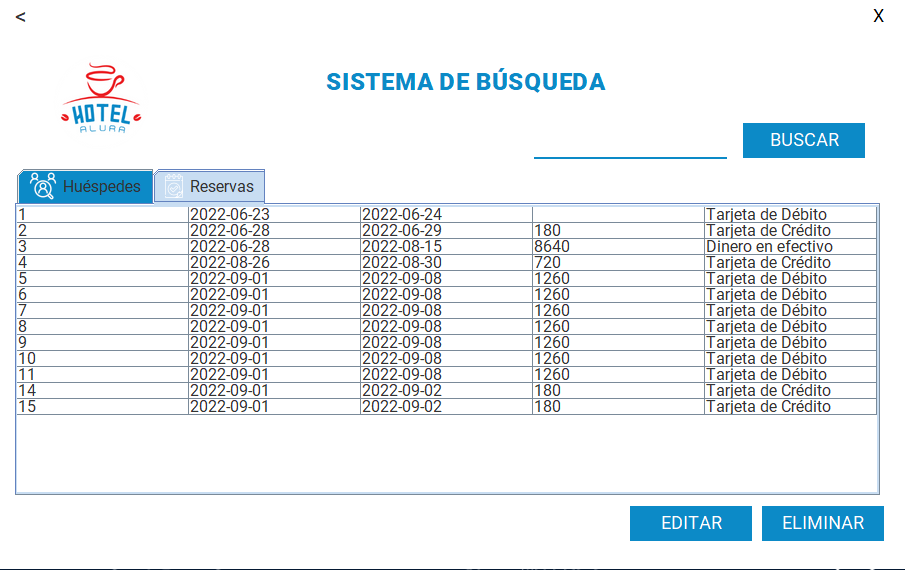 < X
HOTEL
ALURA
SISTEMA DE BÚSQUEDA
BUSCAR
Huéspedes Reservas
1 2022-06-23 2022-06-24 Tarjeta de Débito
2 2022-06-28 2022-06-29 180 Tarjeta de Crédito
3 2022-06-28 2022-08-15 8640 Dinero en efectivo
4 2022-08-26 2022-08-30 720 Tarjeta de Crédito
5 2022-09-01 2022-09-08 1260 Tarjeta de Débito
6 2022-09-01 2022-09-08 1260 Tarjeta de Débito
7 2022-09-01 2022-09-08 1260 Tarjeta de Débito
8 2022-09-01 2022-09-08 1260 Tarjeta de Débito
9 2022-09-01 2022-09-08 1260 Tarjeta de Débito
10 2022-09-01 2022-09-08 1260 Tarjeta de Débito
11 2022-09-01 2022-09-08 1260 Tarjeta de Débito
14 2022-09-01 2022-09-02 180 Tarjeta de Crédito
15 2022-09-01 2022-09-02 180 Tarjeta de Crédito
EDITAR ELIMINAR